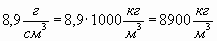 8,9 г/см³ = 8,9 · 1000 кг/м³ = 8900 кг/м³